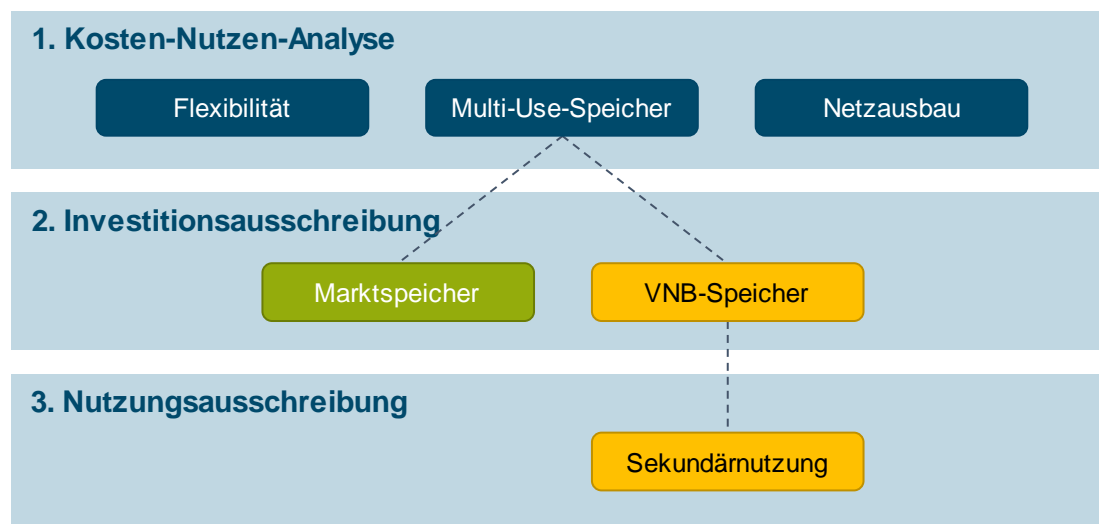 1. Kosten-Nutzen-Analyse
Flexibilität
Multi-Use-Speicher
Netzausbau
2. Investitionsausschreibung
Marktspeicher
VNB-Speicher
3. Nutzungsausschreibung
Sekundärnutzung